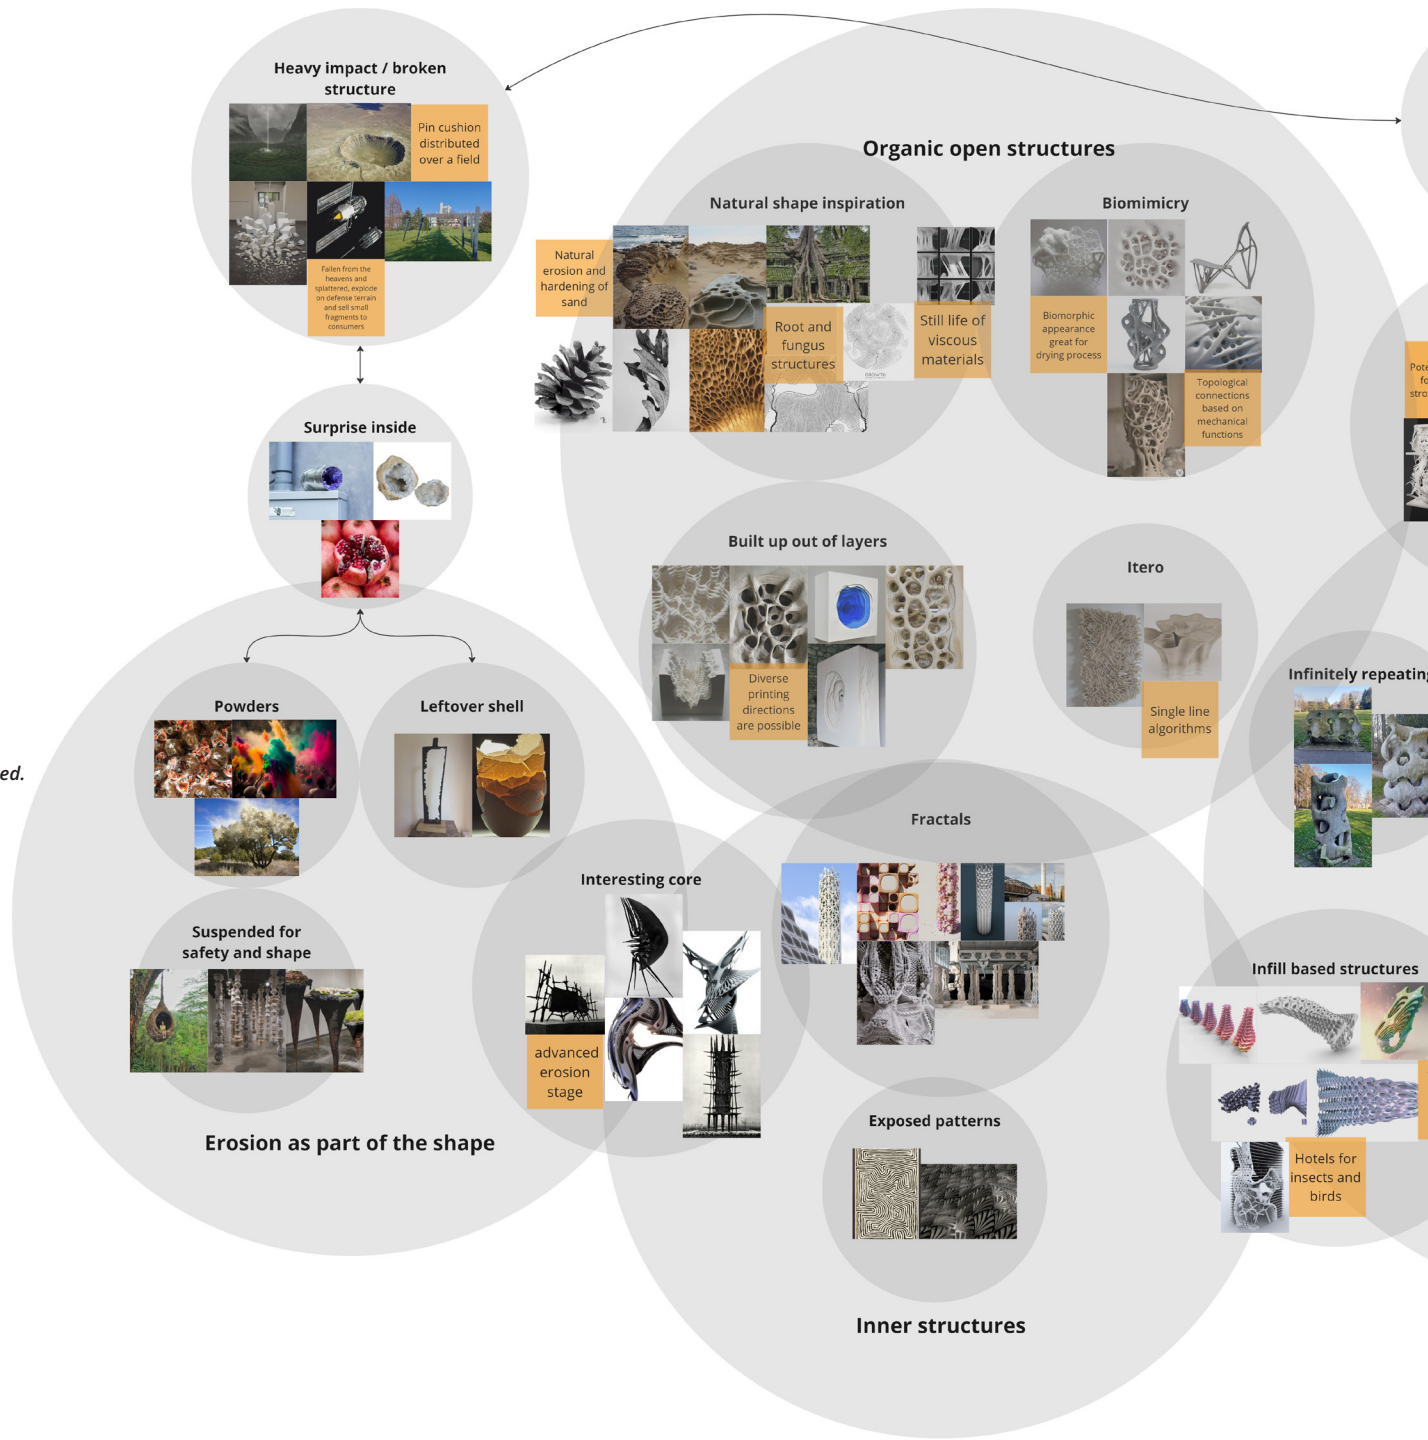 Heavy impact / broken
structure
Pin cushion
distributed
over a field
Fallen from the
heavens and
splattered, explode
on defense terrain
and sell small
fragments to
consumers
Surprise inside
Powders
Leftover shell
ed.
Suspended for
safety and shape
Interesting core
advanced
erosion
stage
Erosion as part of the shape
Organic open structures
Natural shape inspiration
Natural
erosion and
hardening of
sand
Root and
fungus
structures
GROWTH
Still life of
viscous
materials
Biomimicry
Biomorphic
appearance
great for
drying process
Topological
connections
based on
mechanical
functions
Built up out of layers
Diverse
printing
directions
are possible
Itero
Single line
algorithms
Fractals
Exposed patterns
Inner structures
Pote
fo
stro
Infinitely repeating
Infill based structures
Hotels for
insects and
birds